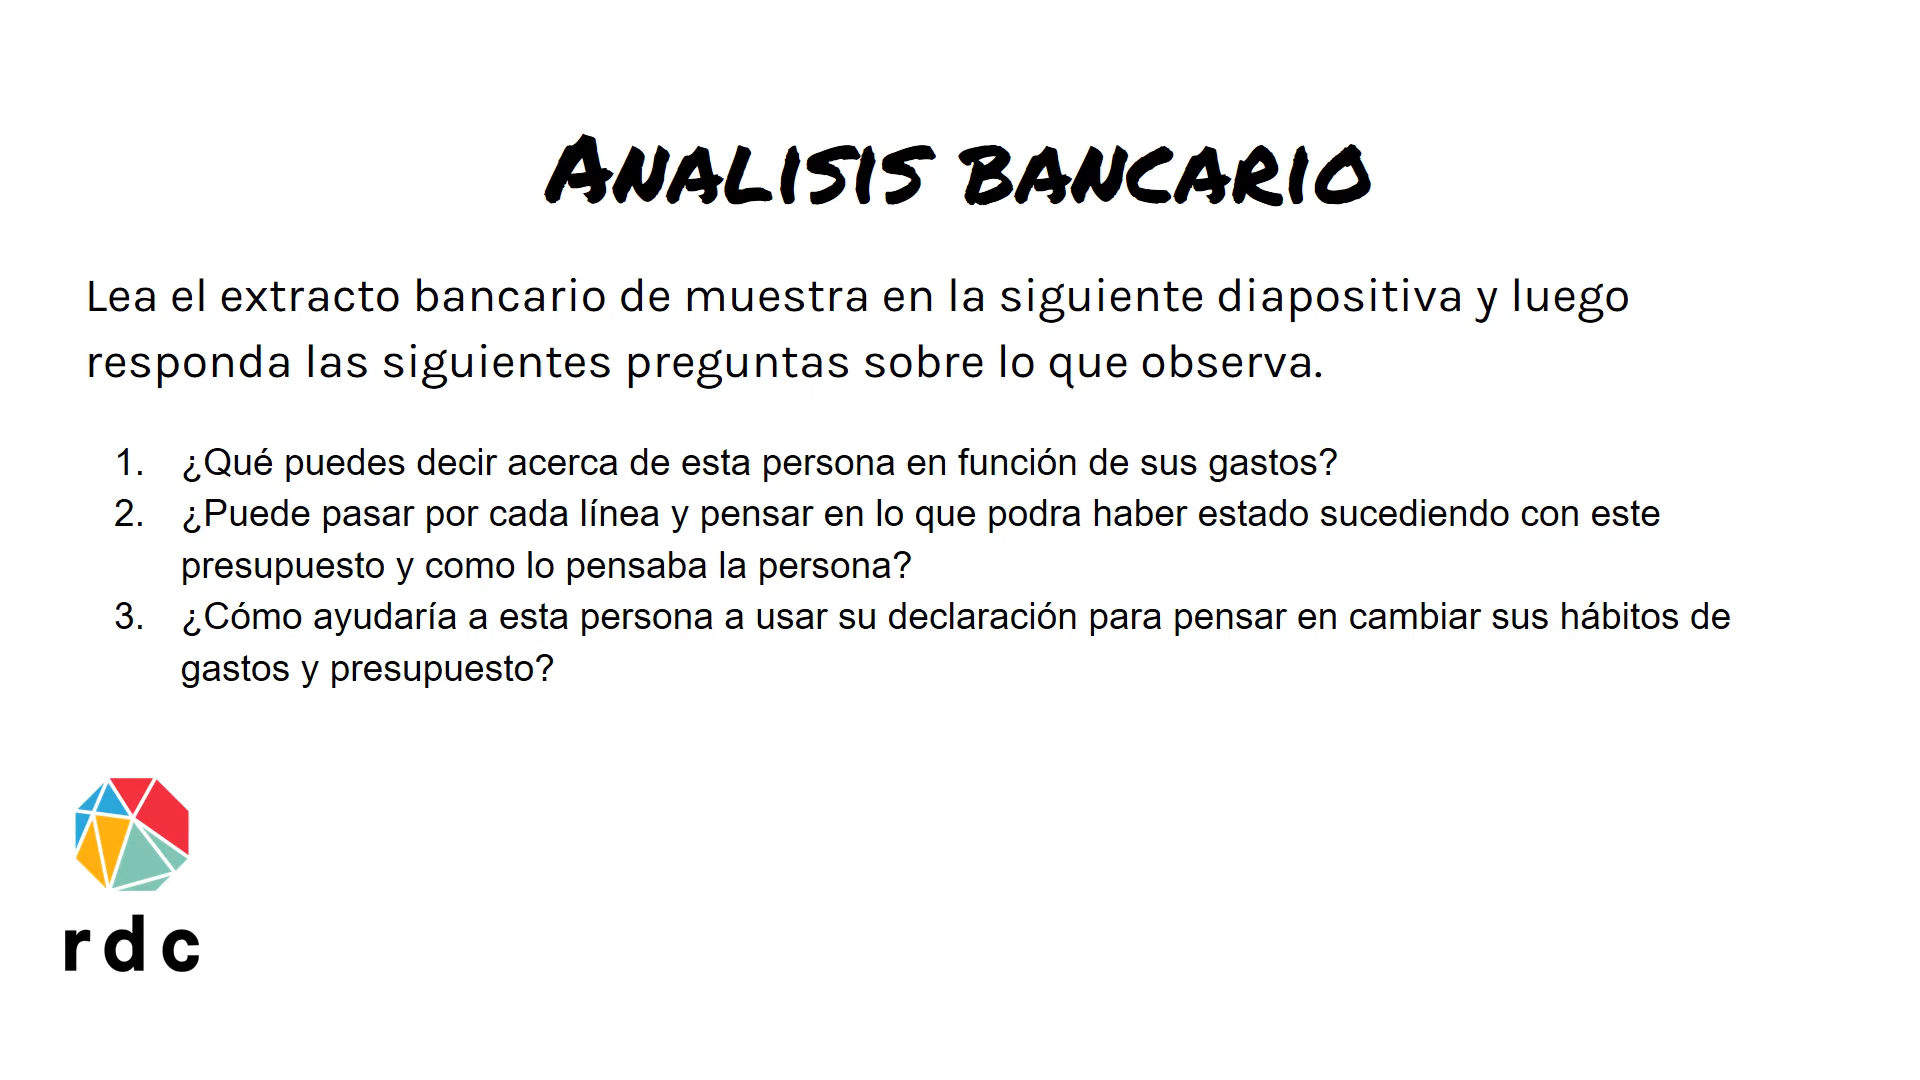 Analisis bancario
Lea el extracto bancario de muestra en la siguiente diapositiva y luego
responda las siguientes preguntas sobre lo que observa.
1. ¿Qué puedes decir acerca de esta persona en función de sus gastos?
2. ¿Puede pasar por cada línea y pensar en lo que podra haber estado sucediendo con este
presupuesto y como lo pensaba la persona?
3. ¿Cómo ayudaría a esta persona a usar su declaración para pensar en cambiar sus hábitos de
gastos y presupuesto?
rdc